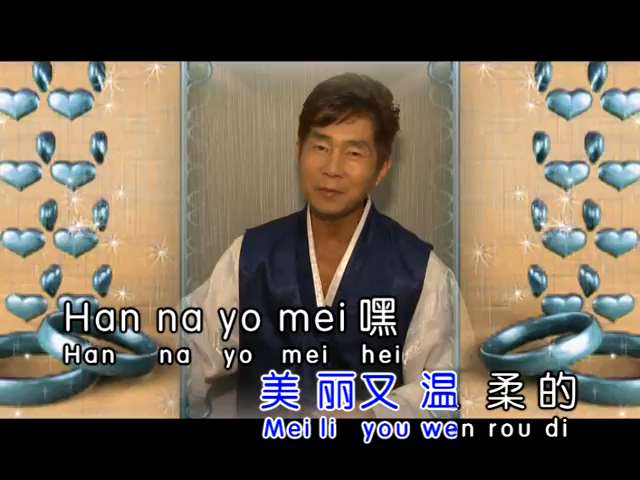 Han na yo mei 嘿
Han na yo mei hei
美丽又温柔的
Mei li you wen rou di